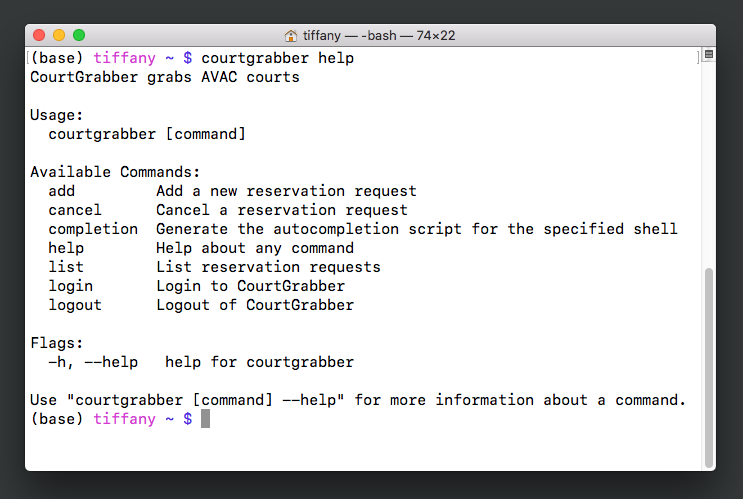 tiffany — -bash — 74×22
(base) tiffany ~ $ courtgrabber help
CourtGrabber grabs AVAC courts
Usage:
courtgrabber [command]
Available Commands:
add Add a new reservation request
cancel Cancel a reservation request
completion Generate the autocompletion script for the specified shell
help Help about any command
list List reservation requests
login Login to CourtGrabber
logout Logout of CourtGrabber
Flags:
-h, --help help for courtgrabber
Use "courtgrabber [command] --help" for more information about a command.
(base) tiffany ~ $